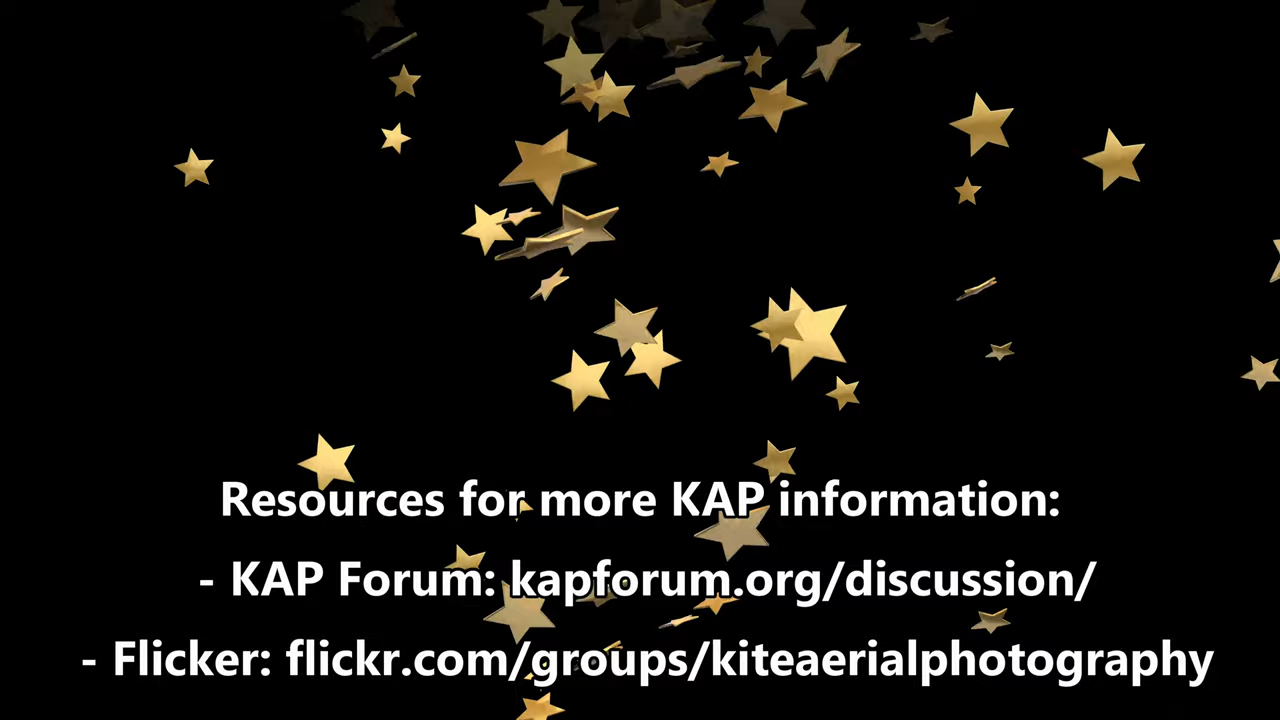 Resources for more KAP information:
- KAP Forum: kapforum.org/discussion/
- Flicker: flickr.com/groups/kiteaerialphotography